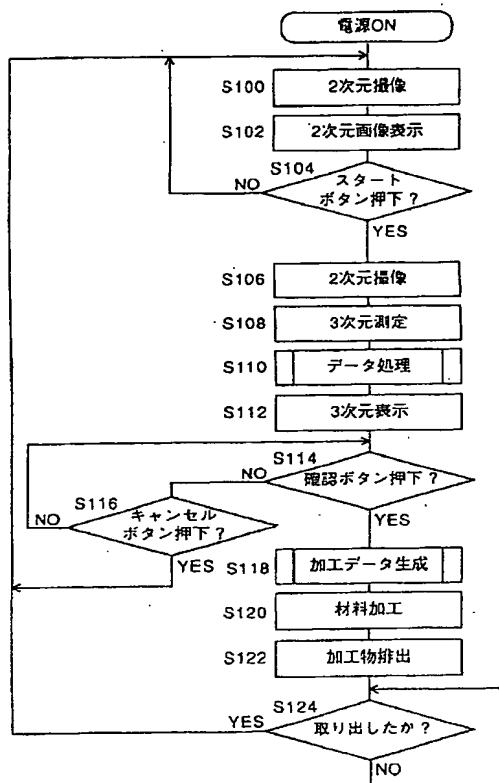 電源ON
S100
2次元撮像
S102
2次元画像表示
S104
NO
スタート
ボタン押下？
YES
S106
2次元撮像
S108
3次元測定
S110
データ処理
S112
3次元表示
S114
NO
確認ボタン押下？
S116
NO
キャンセル
ボタン押下？
YES
YES
S118
加工データ生成
S120
材料加工
S122
加工物排出
S124
YES
取り出したか？
NO